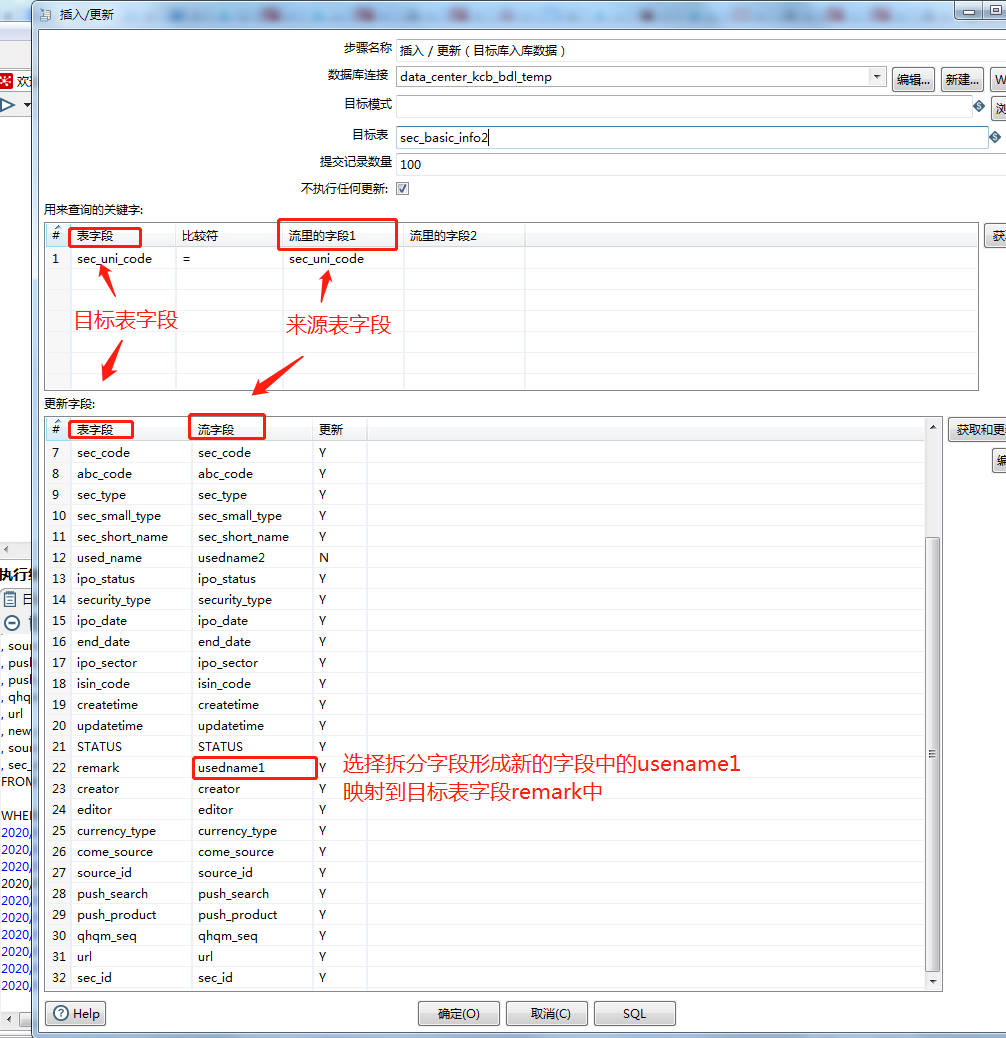 插入/更新
步骤名称 插入 / 更新 ( 目标库入库数据 )
数据库连接 data_center_kcb_bdl_temp 编辑... 新建... W
目标模式 浏
目标表 sec_basic_info2
提交记录数量 100
不执行任何更新:
用来查询的关键字:
# 表字段 比较符 流里的字段1 流里的字段2 获
1 sec_uni_code = sec_uni_code
目标表字段 来源表字段
更新字段:
# 表字段 流字段 更新 获取和更新
7 sec_code sec_code Y
编
8 abc_code abc_code Y
9 sec_type sec_type Y
10 sec_small_type sec_small_type Y
11 sec_short_name sec_short_name Y
12 used_name usedname2 N
13 ipo_status ipo_status Y
14 security_type security_type Y
15 ipo_date ipo_date Y
16 end_date end_date Y
17 ipo_sector ipo_sector Y
18 isin_code isin_code Y
19 createtime createtime Y
20 updatetime updatetime Y
21 STATUS STATUS Y
22 remark usedname1 Y
选择拆分字段形成新的字段中的usename1
映射到目标表字段remark中
23 creator creator Y
24 editor editor Y
25 currency_type currency_type Y
26 come_source come_source Y
27 source_id source_id Y
28 push_search push_search Y
29 push_product push_product Y
30 qhqm_seq qhqm_seq Y
31 url url Y
32 sec_id sec_id Y
Help 确定(O) 取消(C) SQL
欢
执行
日
, sou
, pus
, pus
, qhq
, url
, new
, sou
, sec_
FROM
WHE
2020/
2020/
2020/
2020/
2020/
2020/
2020/
2020/
2020/
2020/